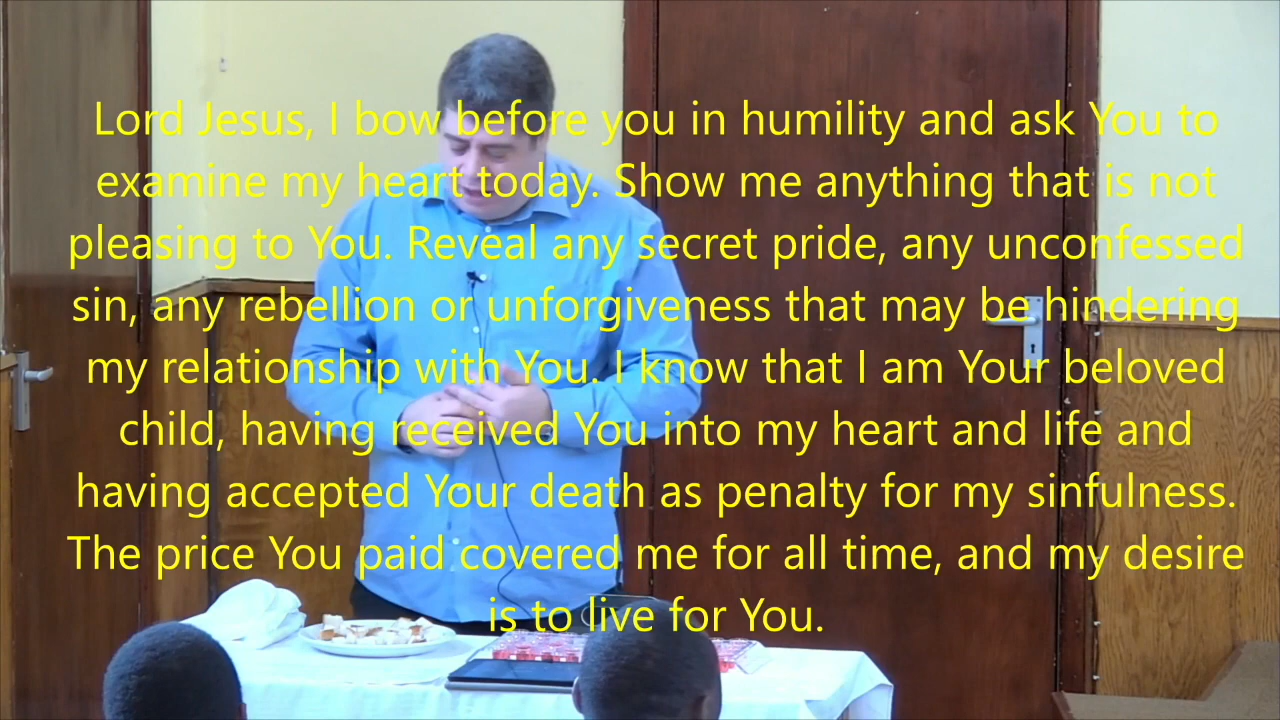 Lord Jesus, I bow before you in humility and ask You to
examine my heart today. Show me anything that is not
pleasing to You. Reveal any secret pride, any unconfessed
sin, any rebellion or unforgiveness that may be hindering
my relationship with You. I know that I am Your beloved
child, having received You into my heart and life and
having accepted Your death as penalty for my sinfulness.
The price You paid covered me for all time, and my desire
is to live for You.